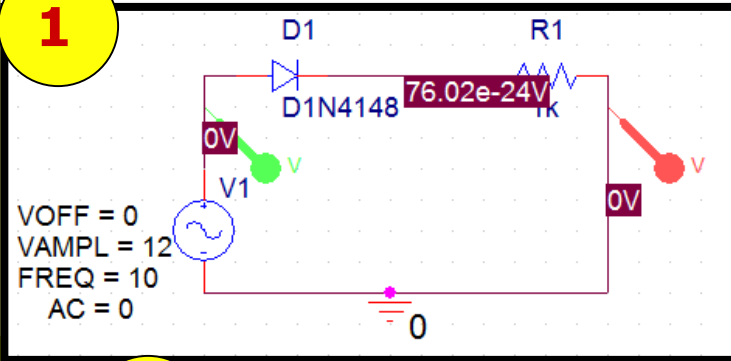 1
D1
R1
D1N4148
76.02e-24V
1k
0V
V
V
V1
0V
VOFF = 0
VAMPL = 12
FREQ = 10
AC = 0
0